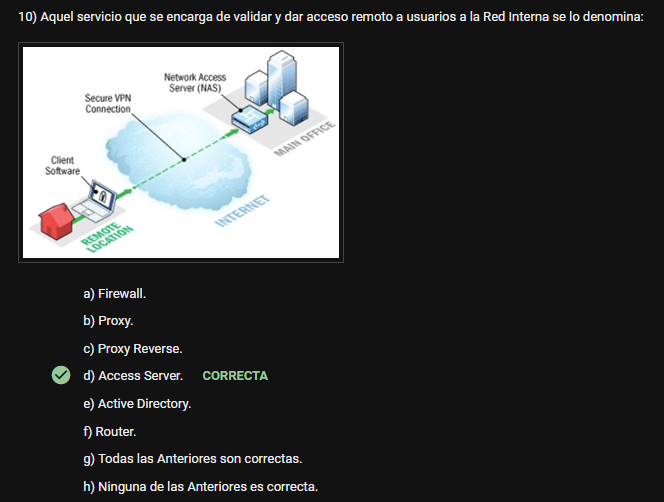 10) Aquel servicio que se encarga de validar y dar acceso remoto a usuarios a la Red Interna se lo denomina:
Network Access
Server (NAS)
Secure VPN
Connection
MAIN OFFICE
Client
Software
INTERNET
REMOTE
LOCATION
a) Firewall.
b) Proxy.
c) Proxy Reverse.
d) Access Server. CORRECTA
e) Active Directory.
f) Router.
g) Todas las Anteriores son correctas.
h) Ninguna de las Anteriores es correcta.